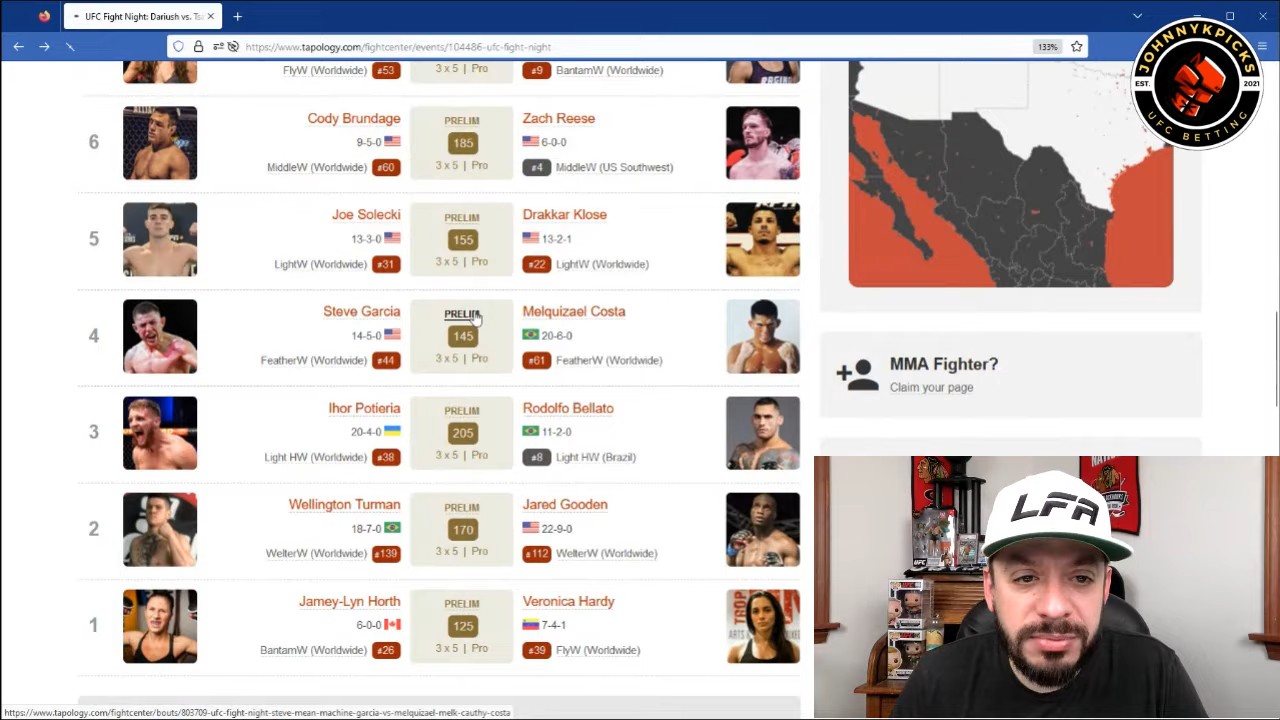 UFC Fight Night: Dariush vs. Tsa
https://www.tapology.com/fightcenter/events/104486-ufc-fight-night
133%
JOHNNYKPICKS
EST. 2021
UFC BETTING
FlyW (Worldwide) #53
#9 BantamW (Worldwide)
6
Cody Brundage
PRELIM
Zach Reese
9-5-0
185
6-0-0
MiddleW (Worldwide) #60
3 x 5 | Pro
#4 MiddleW (US Southwest)
5
Joe Solecki
PRELIM
Drakkar Klose
13-3-0
155
13-2-1
LightW (Worldwide) #31
3 x 5 | Pro
#22 LightW (Worldwide)
4
Steve Garcia
PRELIM
Melquizael Costa
14-5-0
145
20-6-0
FeatherW (Worldwide) #44
3 x 5 | Pro
#61 FeatherW (Worldwide)
3
Ihor Potieria
PRELIM
Rodolfo Bellato
20-4-0
205
11-2-0
Light HW (Worldwide) #38
3 x 5 | Pro
#8 Light HW (Brazil)
2
Wellington Turman
PRELIM
Jared Gooden
18-7-0
170
22-9-0
WelterW (Worldwide) #139
3 x 5 | Pro
#112 WelterW (Worldwide)
1
Jamey-Lyn Horth
PRELIM
Veronica Hardy
6-0-0
125
7-4-1
BantamW (Worldwide) #26
3 x 5 | Pro
#39 FlyW (Worldwide)
MMA Fighter?
Claim your page
LFA
https://www.tapology.com/fightcenter/bouts/803709-ufc-fight-night-steve-mean-machine-garcia-vs-melquizael-melk-cauthy-costa